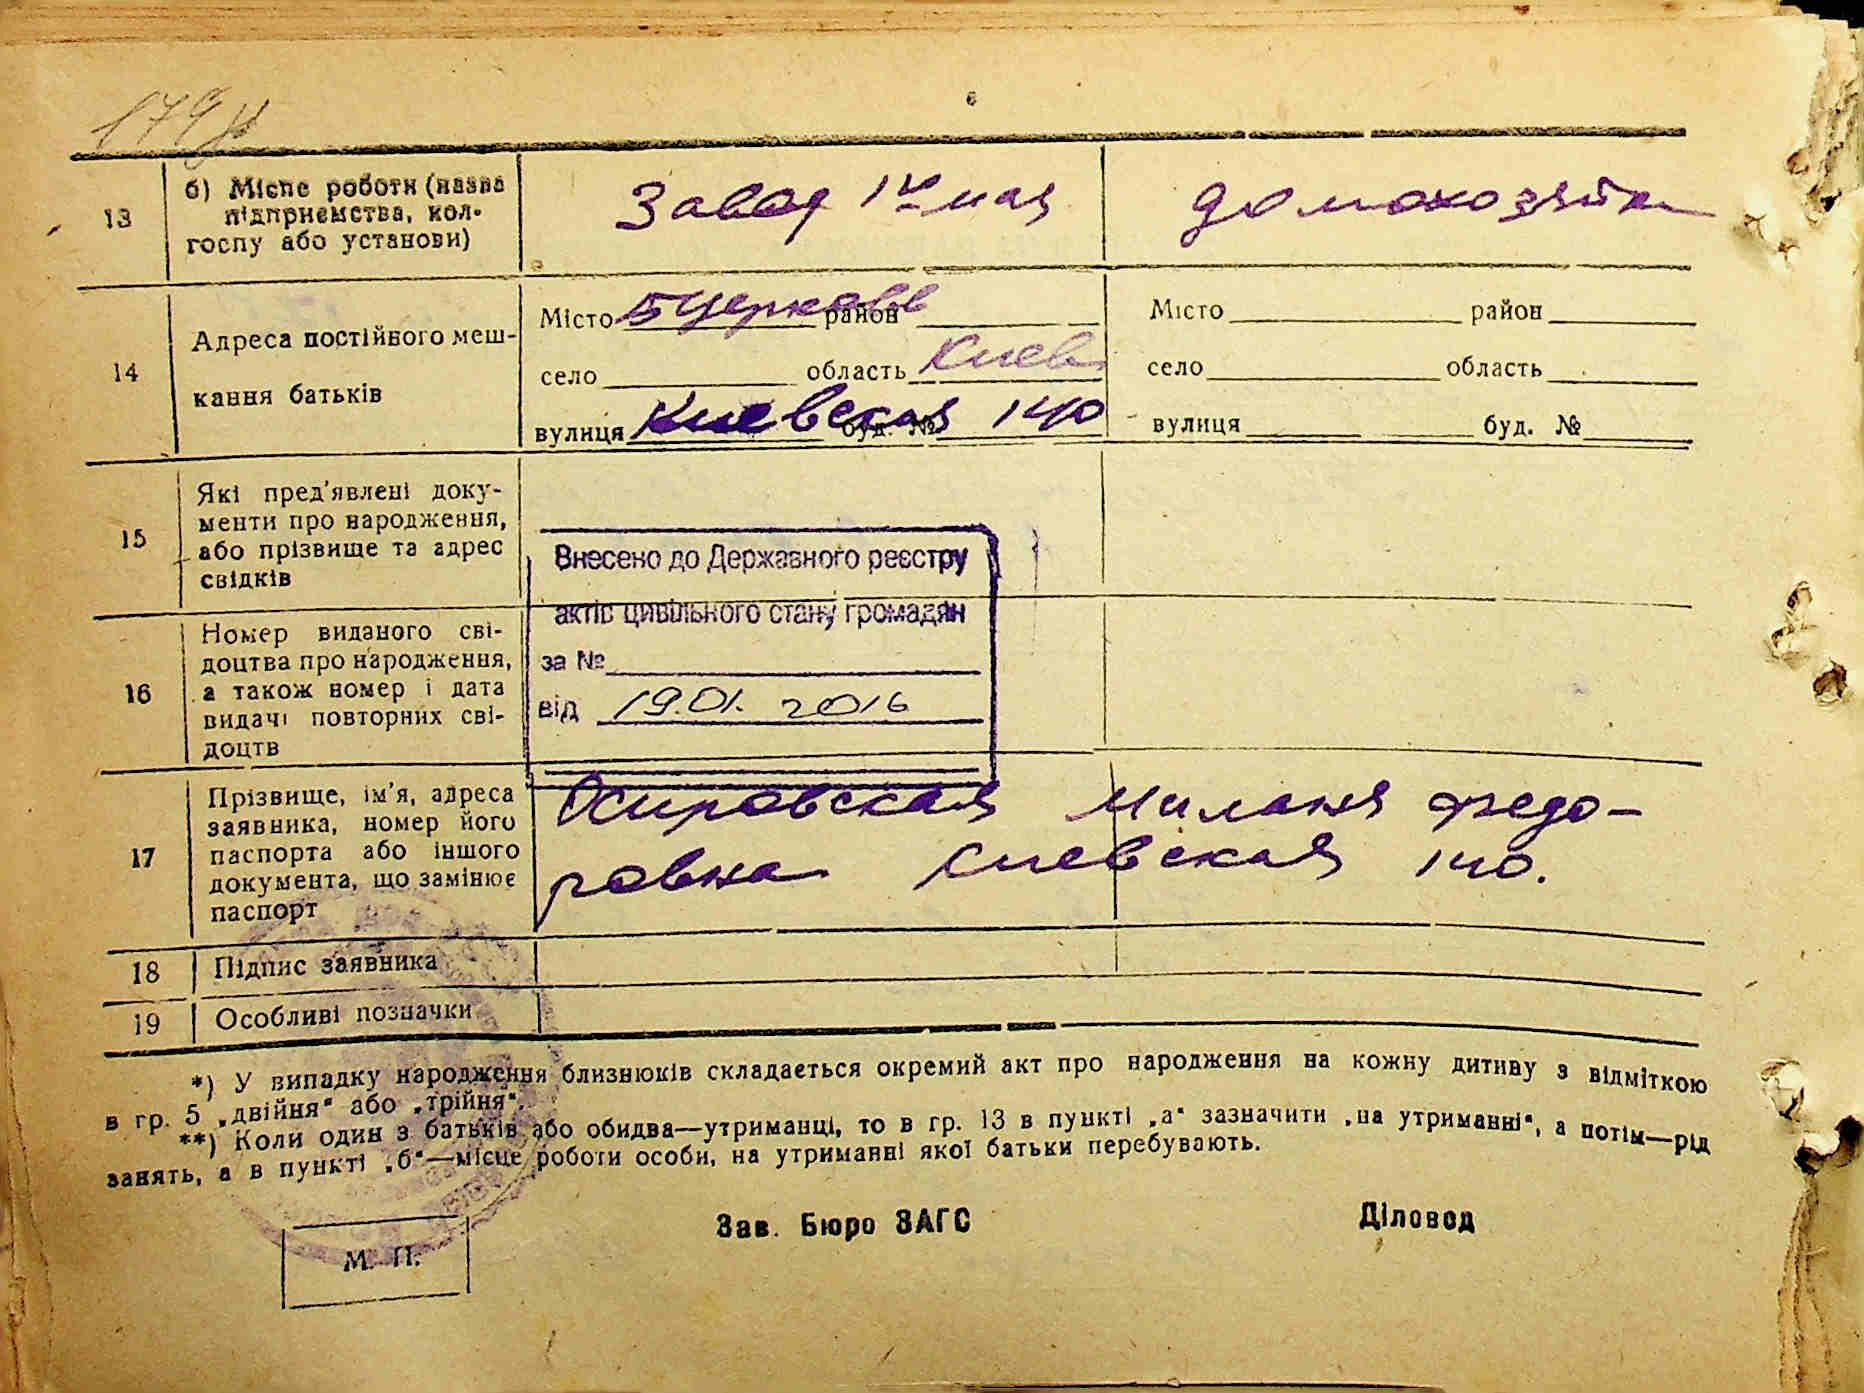 13
б) Місце роботи (назва
підприємства, кол-
госпу або установи)
Завод 1го мая
домохозяйка
14
Адреса постійного меш-
кання батьків
Місто Б Церковь район
село область Киев
вулиця Киевская буд. № 140
Місто район
село область
вулиця буд. №
15
Які пред'явлені доку-
менти про народження,
або прізвище та адрес
свідків
Внесено до Державного реєстру
актів цивільного стану громадян
за №
від 19.01. 2016
16
Номер виданого сві-
доцтва про народження,
а також номер і дата
видачі повторних сві-
доцтв
17
Прізвище, ім'я, адреса
заявника, номер його
паспорта або іншого
документа, що замінює
паспорт
Миланя Федо-
ровна Киевская 140.
18
Підпис заявника
19
Особливі позначки
*) У випадку народження близнюків складається окремий акт про народження на кожну дитину з відміткою
в гр. 5 „двійня“ або „трійня“.
**) Коли один з батьків або обидва—утриманці, то в гр. 13 в пункті „а“ зазначити „на утриманні“, а потім—рід
занять, а в пункті „б“—місце роботи особи, на утриманні якої батьки перебувають.
Зав. Бюро ЗАГС
Діловод
М. П.